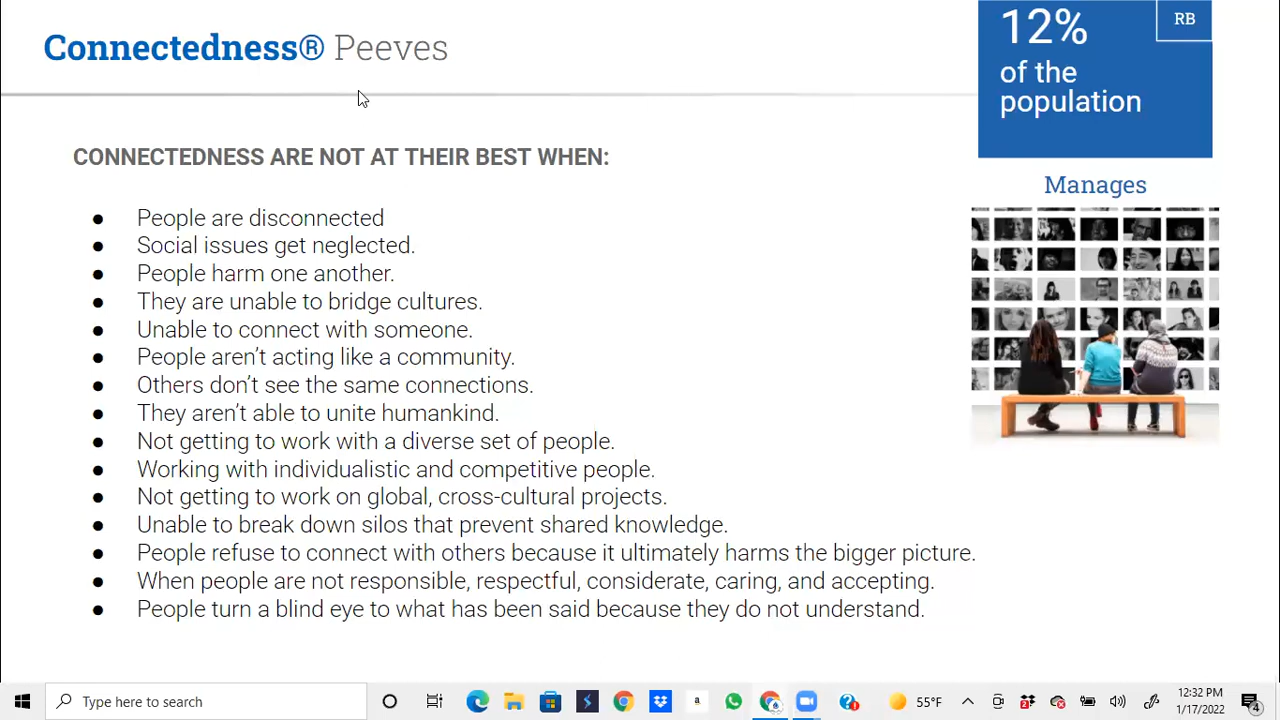 Connectedness® Peeves
12%
RB
of the
population
Manages
CONNECTEDNESS ARE NOT AT THEIR BEST WHEN:
● People are disconnected
● Social issues get neglected.
● People harm one another.
● They are unable to bridge cultures.
● Unable to connect with someone.
● People aren't acting like a community.
● Others don't see the same connections.
● They aren't able to unite humankind.
● Not getting to work with a diverse set of people.
● Working with individualistic and competitive people.
● Not getting to work on global, cross-cultural projects.
● Unable to break down silos that prevent shared knowledge.
● People refuse to connect with others because it ultimately harms the bigger picture.
● When people are not responsible, respectful, considerate, caring, and accepting.
● People turn a blind eye to what has been said because they do not understand.
Type here to search
a
2
55°F
12:32 PM
1/17/2022
4